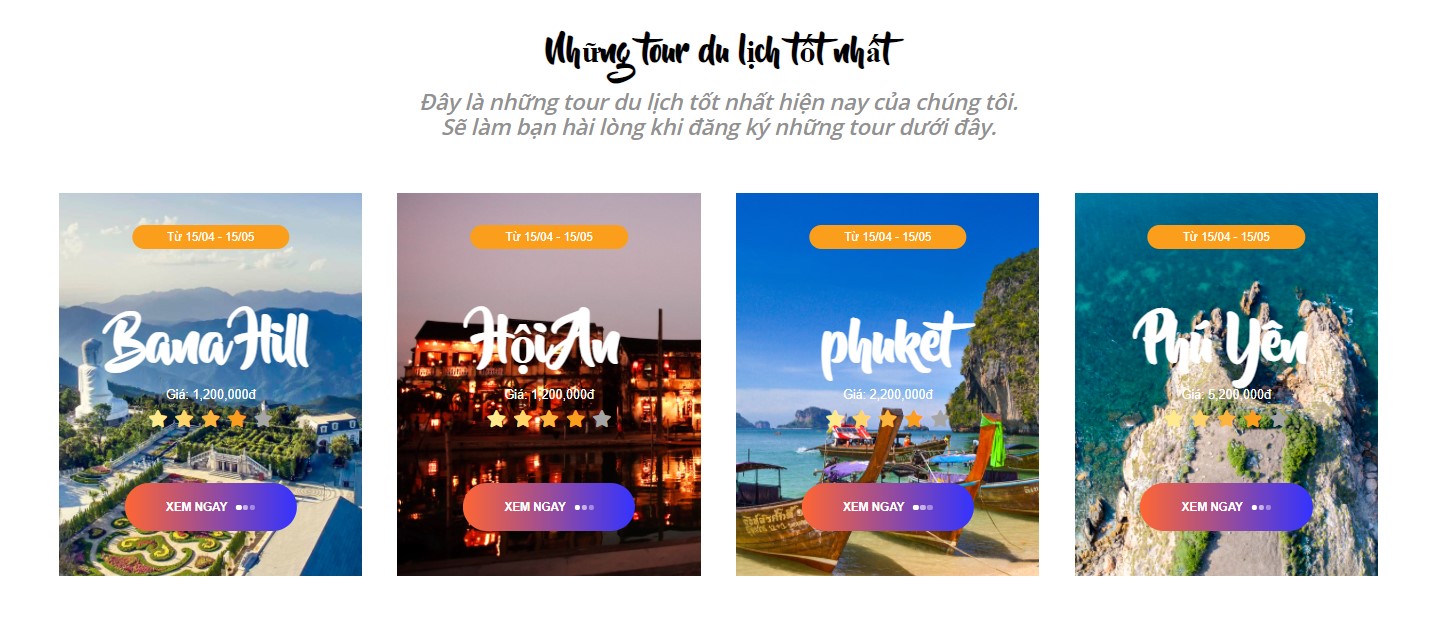 Những tour du lịch tốt nhất
Đây là những tour du lịch tốt nhất hiện nay của chúng tôi.
Sẽ làm bạn hài lòng khi đăng ký những tour dưới đây.
Từ 15/04 - 15/05
Bana Hill
Giá: 1,200,000đ
XEM NGAY
Từ 15/04 - 15/05
Hội An
Giá: 1,200,000đ
XEM NGAY
Từ 15/04 - 15/05
phuket
Giá: 2,200,000đ
XEM NGAY
Từ 15/04 - 15/05
Phú Yên
Giá: 5,200,000đ
XEM NGAY